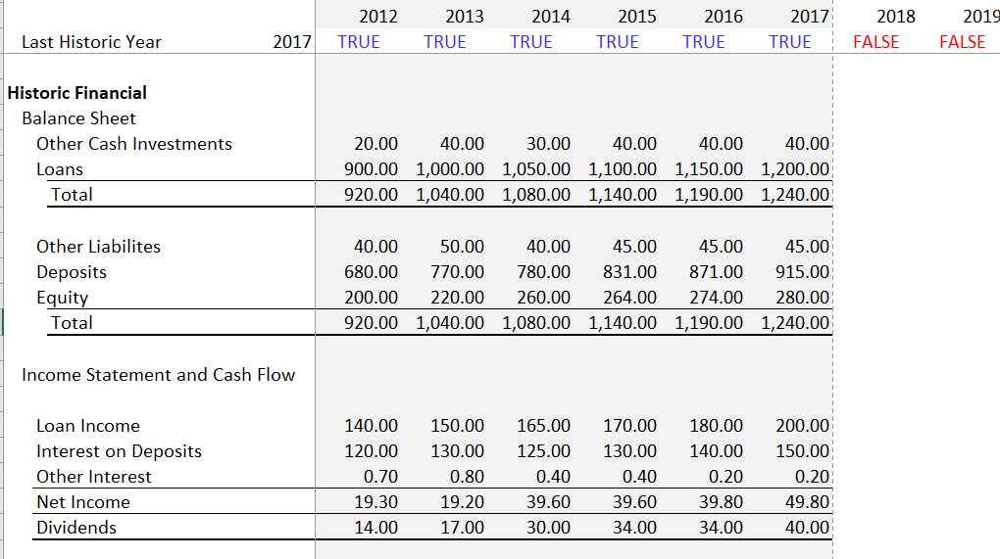 2012 2013 2014 2015 2016 2017 2018 2019
Last Historic Year 2017 TRUE TRUE TRUE TRUE TRUE TRUE FALSE FALSE
Historic Financial
Balance Sheet
Other Cash Investments 20.00 40.00 30.00 40.00 40.00 40.00
Loans 900.00 1,000.00 1,050.00 1,100.00 1,150.00 1,200.00
Total 920.00 1,040.00 1,080.00 1,140.00 1,190.00 1,240.00
Other Liabilites 40.00 50.00 40.00 45.00 45.00 45.00
Deposits 680.00 770.00 780.00 831.00 871.00 915.00
Equity 200.00 220.00 260.00 264.00 274.00 280.00
Total 920.00 1,040.00 1,080.00 1,140.00 1,190.00 1,240.00
Income Statement and Cash Flow
Loan Income 140.00 150.00 165.00 170.00 180.00 200.00
Interest on Deposits 120.00 130.00 125.00 130.00 140.00 150.00
Other Interest 0.70 0.80 0.40 0.40 0.20 0.20
Net Income 19.30 19.20 39.60 39.60 39.80 49.80
Dividends 14.00 17.00 30.00 34.00 34.00 40.00